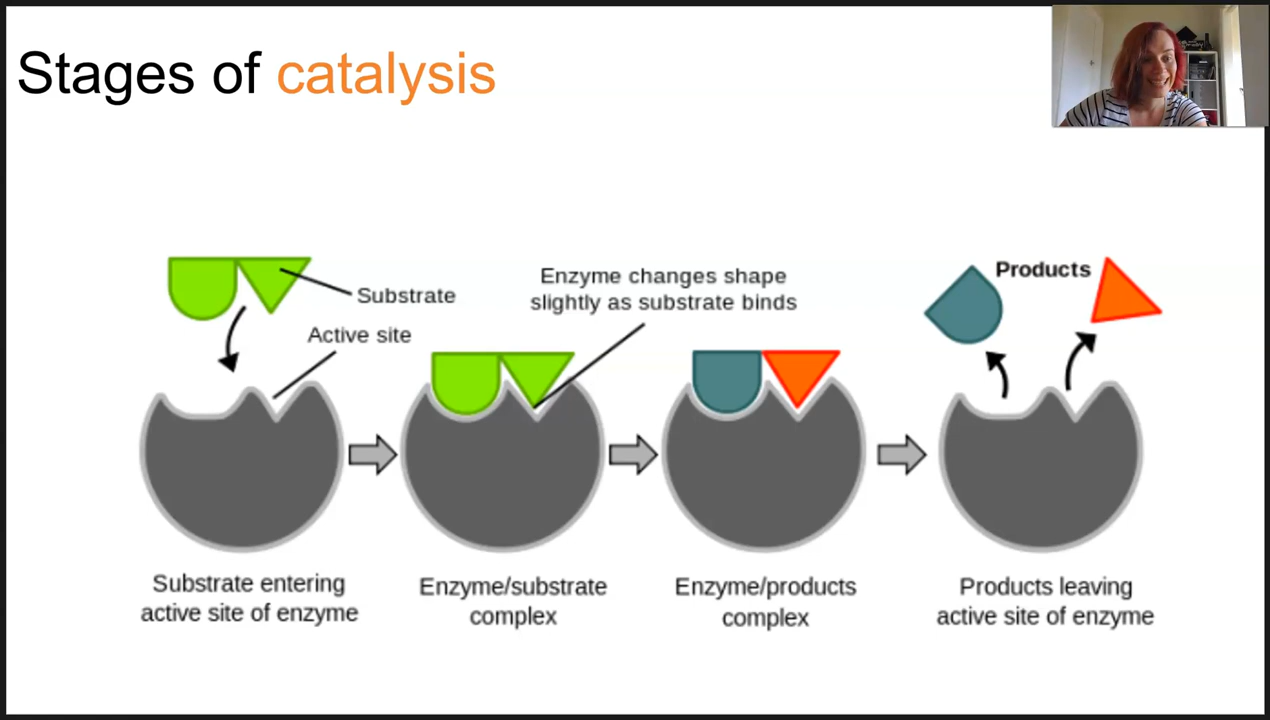 Stages of catalysis
Substrate
Active site
Enzyme changes shape
slightly as substrate binds
Products
Substrate entering
active site of enzyme
Enzyme/substrate
complex
Enzyme/products
complex
Products leaving
active site of enzyme